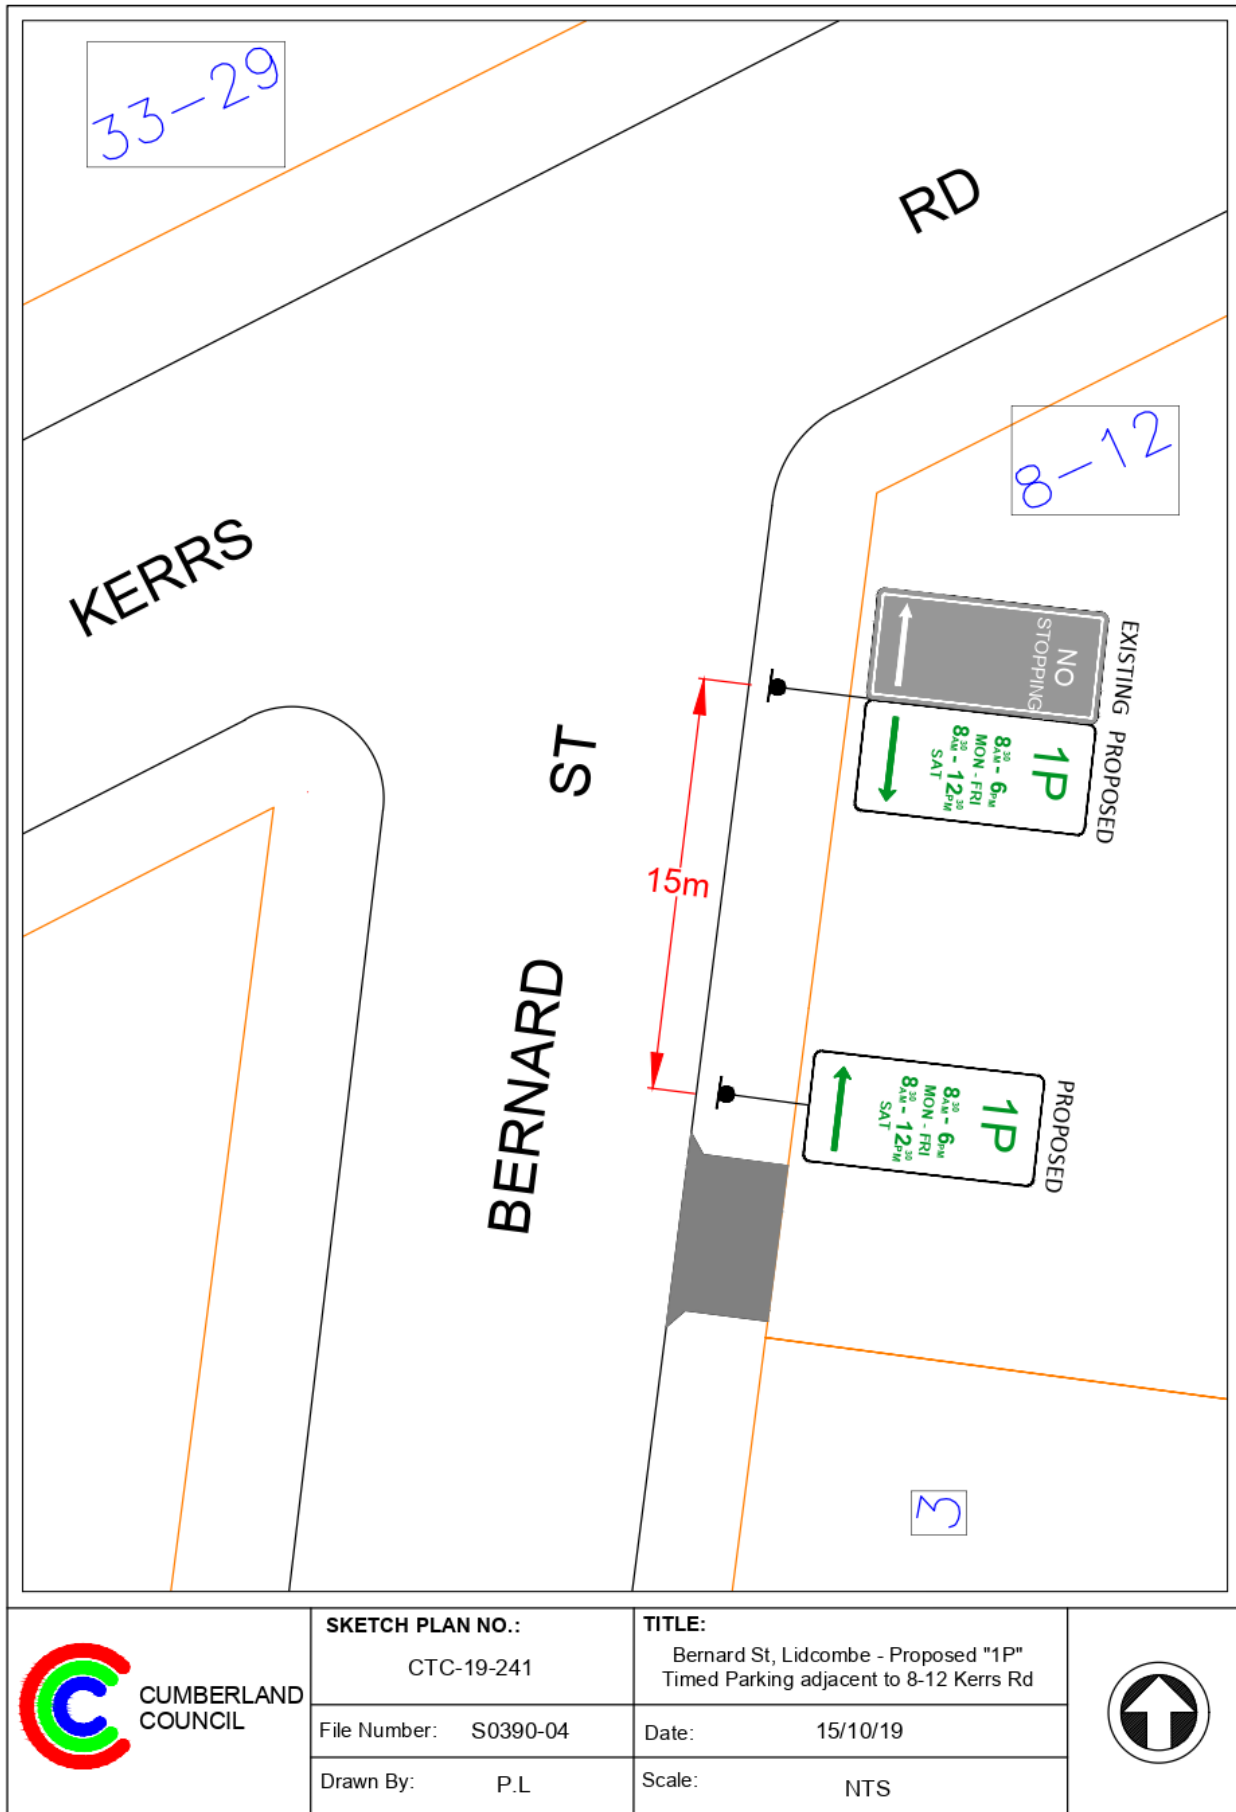 33-29
RD
8-12
KERRS
NO
STOPPING
EXISTING
1P
8³⁰AM - 6PM
MON - FRI
8³⁰AM - 12³⁰PM
SAT
PROPOSED
ST
15m
BERNARD
1P
8³⁰AM - 6PM
MON - FRI
8³⁰AM - 12³⁰PM
SAT
PROPOSED
3
CUMBERLAND
COUNCIL
SKETCH PLAN NO.:
CTC-19-241
TITLE:
Bernard St, Lidcombe - Proposed "1P"
Timed Parking adjacent to 8-12 Kerrs Rd
File Number: S0390-04
Date: 15/10/19
Drawn By: P.L
Scale: NTS